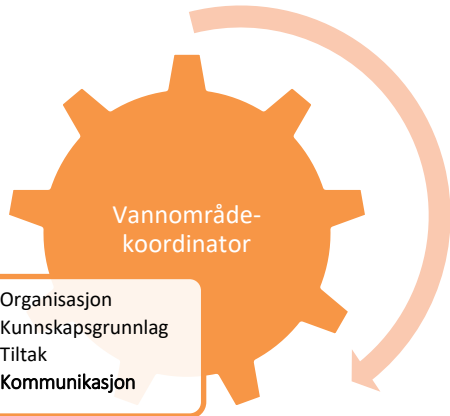 Vannområde-
koordinator
Organisasjon
Kunnskapsgrunnlag
Tiltak
Kommunikasjon